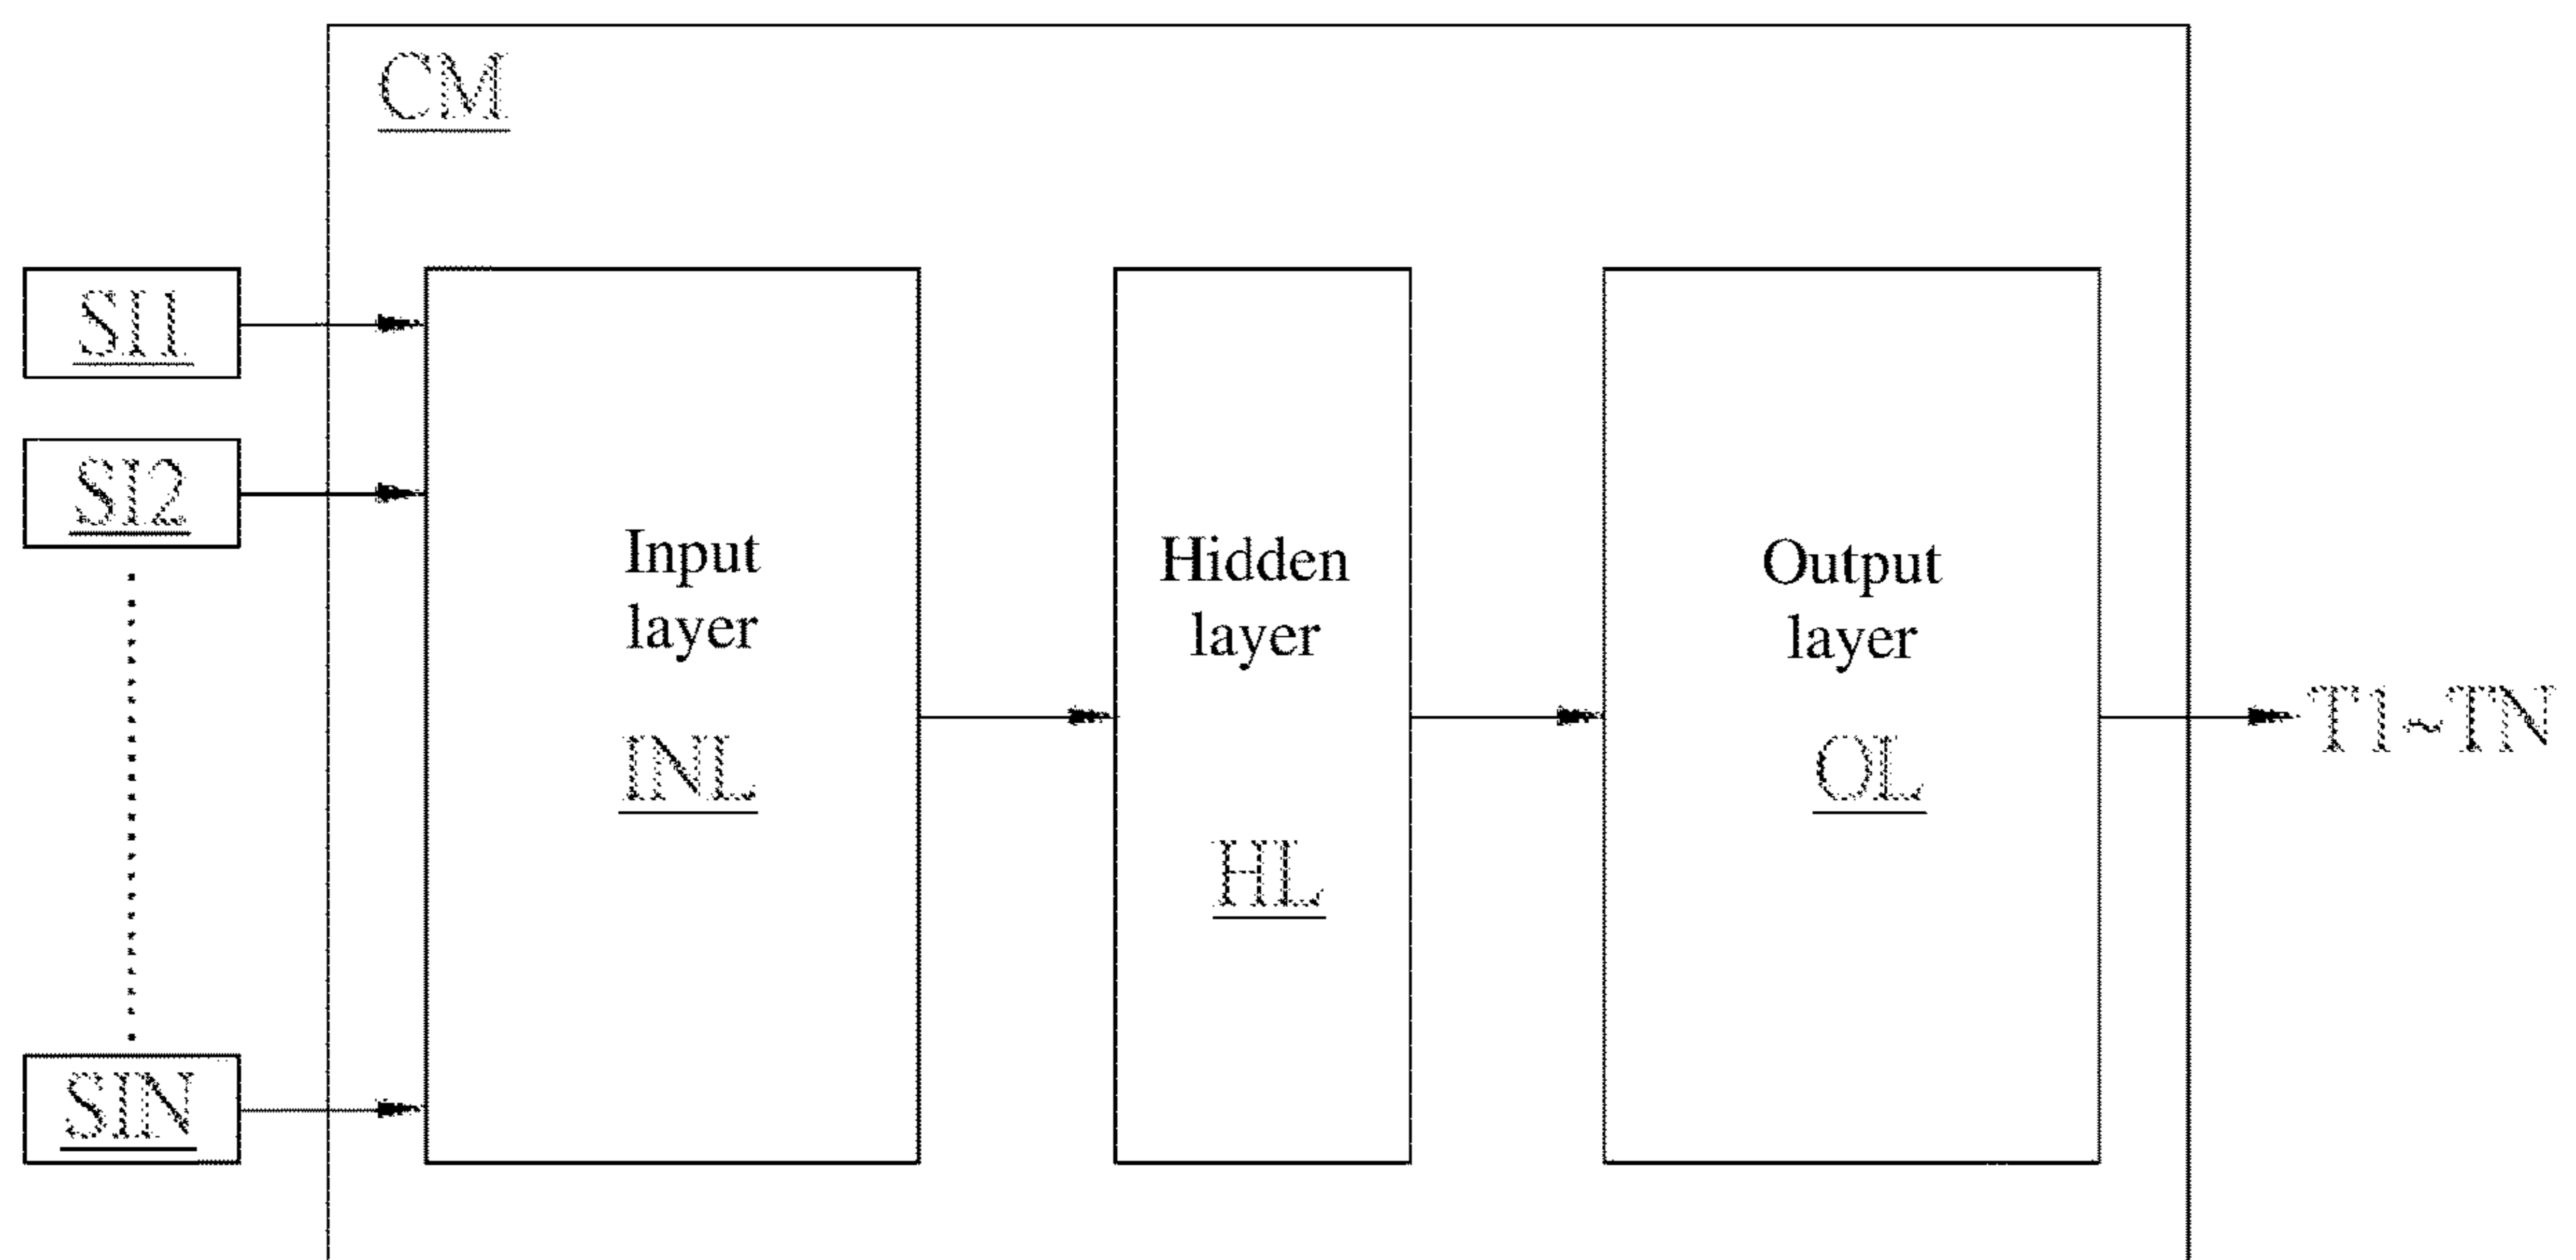 CM
SI1
SI2
SIN
Input
layer
INL
Hidden
layer
HL
Output
layer
OL
T1~TN